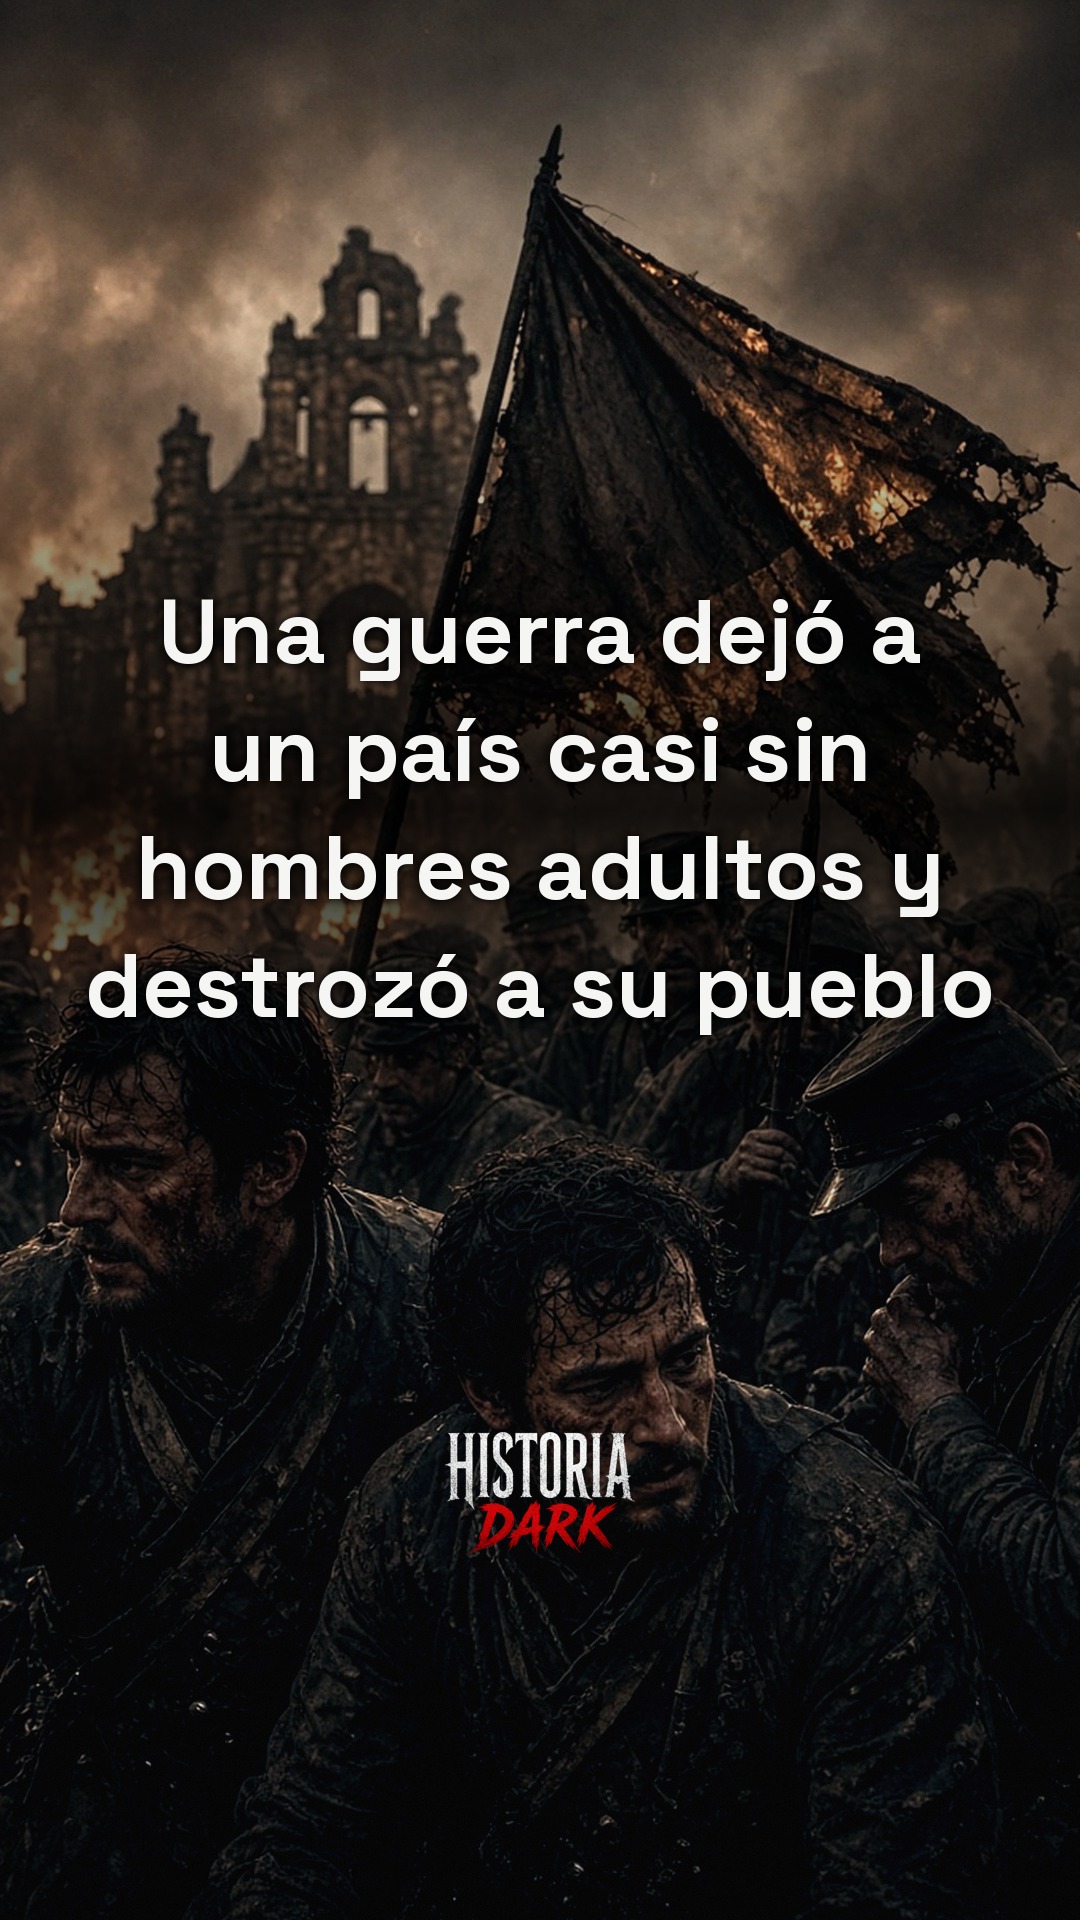 Una guerra dejó a
un país casi sin
hombres adultos y
destrozó a su pueblo
HISTORIA
DARK